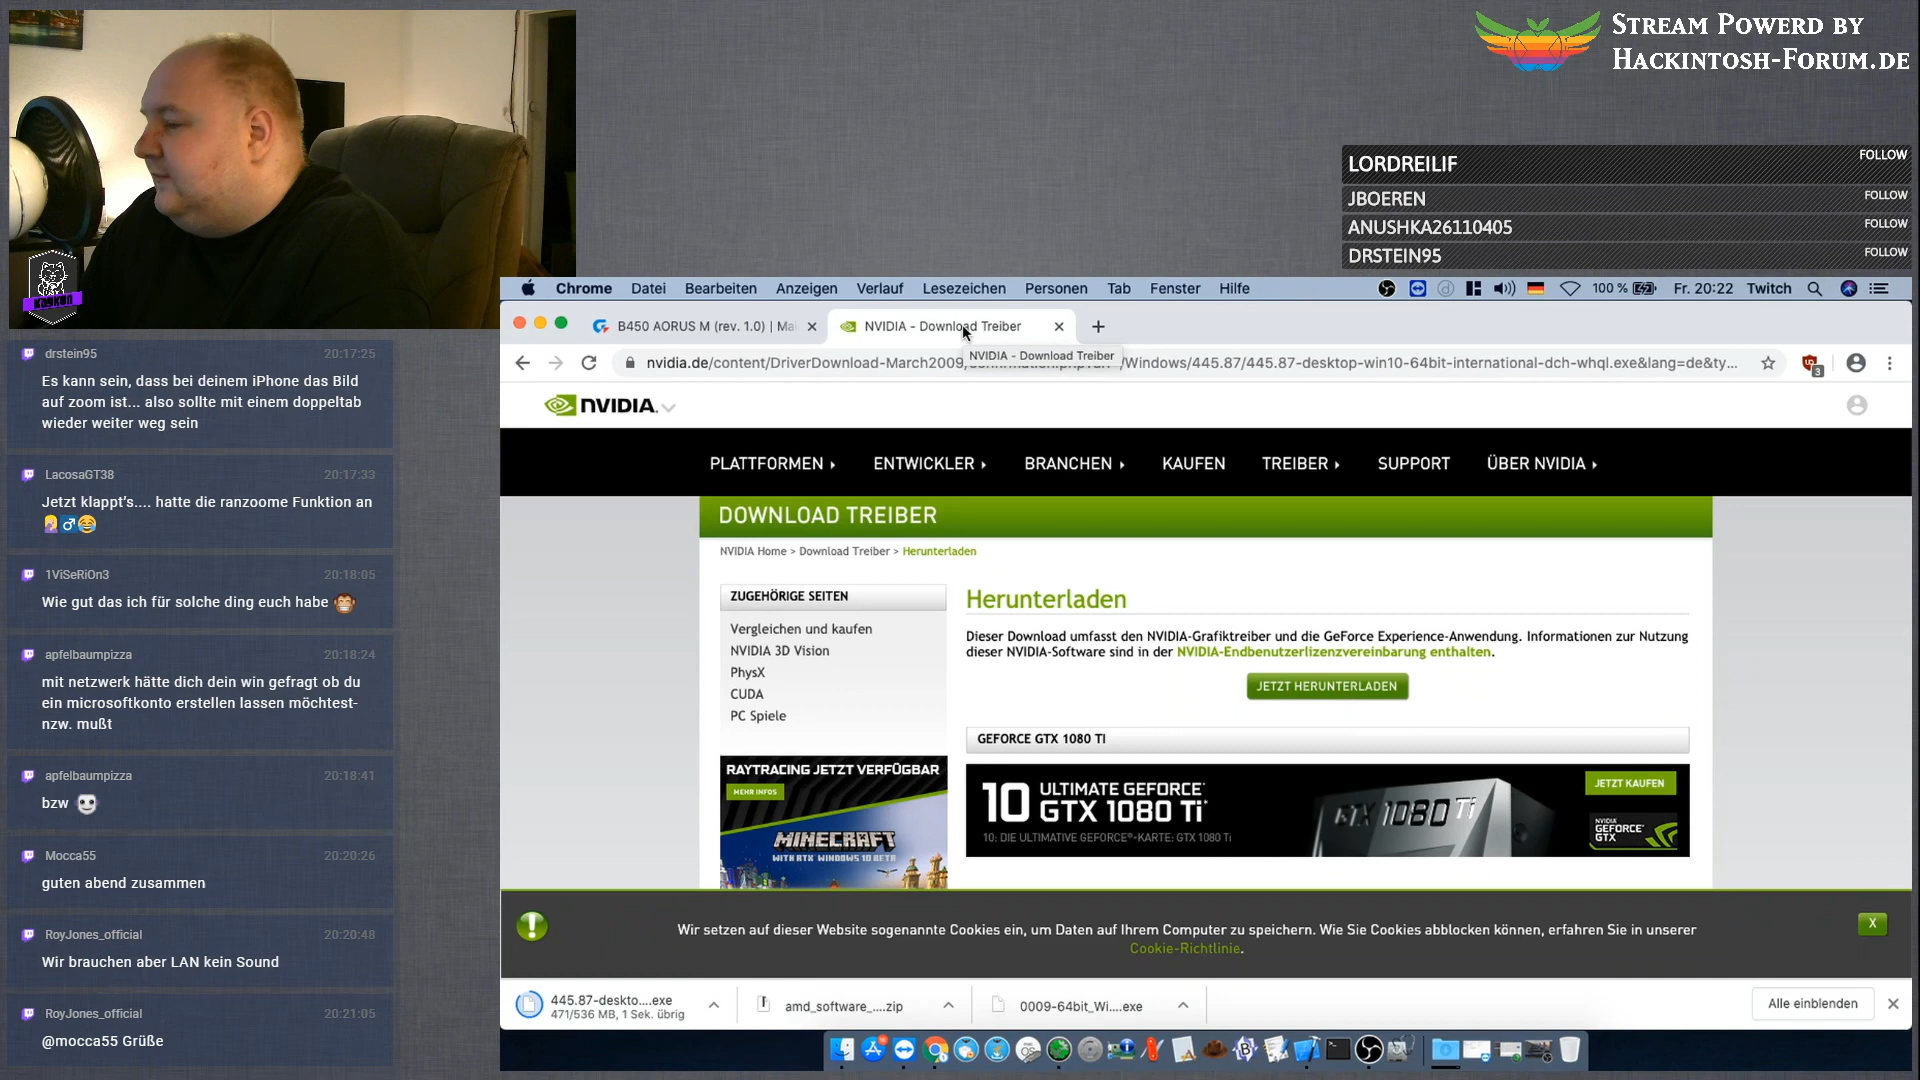 STREAM POWERD BY
HACKINTOSH-FORUM.DE
LORDREILIF FOLLOW
JBOEREN FOLLOW
ANUSHKA26110405 FOLLOW
DRSTEIN95 FOLLOW
drstein95 20:17:25
Es kann sein, dass bei deinem iPhone das Bild
auf zoom ist... also sollte mit einem doppeltab
wieder weiter weg sein
LacosaGT38 20:17:33
Jetzt klappt's.... hatte die ranzoome Funktion an
1ViSeRiOn3 20:18:05
Wie gut das ich für solche ding euch habe
apfelbaumpizza 20:18:24
mit netzwerk hätte dich dein win gefragt ob du
ein microsoftkonto erstellen lassen möchtest-
nzw. mußt
apfelbaumpizza 20:18:41
bzw
Mocca55 20:20:26
guten abend zusammen
RoyJones_official 20:20:48
Wir brauchen aber LAN kein Sound
RoyJones_official 20:21:05
@mocca55 Grüße
Chrome Datei Bearbeiten Anzeigen Verlauf Lesezeichen Personen Tab Fenster Hilfe 100 % Fr. 20:22 Twitch
B450 AORUS M (rev. 1.0) | Ma NVIDIA - Download Treiber
NVIDIA - Download Treiber
nvidia.de/content/DriverDownload-March2009/ /Windows/445.87/445.87-desktop-win10-64bit-international-dch-whql.exe&lang=de&ty... 3
NVIDIA.
PLATTFORMEN ENTWICKLER BRANCHEN KAUFEN TREIBER SUPPORT ÜBER NVIDIA
DOWNLOAD TREIBER
NVIDIA Home > Download Treiber > Herunterladen
ZUGEHÖRIGE SEITEN
Vergleichen und kaufen
NVIDIA 3D Vision
PhysX
CUDA
PC Spiele
RAYTRACING JETZT VERFÜGBAR
MEHR INFOS
MINECRAFT
WITH RTX WINDOWS 10 BETA
Herunterladen
Dieser Download umfasst den NVIDIA-Grafiktreiber und die GeForce Experience-Anwendung. Informationen zur Nutzung
dieser NVIDIA-Software sind in der NVIDIA-Endbenutzerlizenzvereinbarung enthalten.
JETZT HERUNTERLADEN
GEFORCE GTX 1080 TI
10 ULTIMATE GEFORCE®
GTX 1080 Ti
10: DIE ULTIMATIVE GEFORCE®-KARTE: GTX 1080 Ti
GTX 1080 Ti
JETZT KAUFEN
NVIDIA
GEFORCE
GTX
Wir setzen auf dieser Website sogenannte Cookies ein, um Daten auf Ihrem Computer zu speichern. Wie Sie Cookies abblocken können, erfahren Sie in unserer
Cookie-Richtlinie.
X
445.87-deskto....exe
471/536 MB, 1 Sek. übrig
amd_software_....zip
0009-64bit_Wi....exe
Alle einblenden